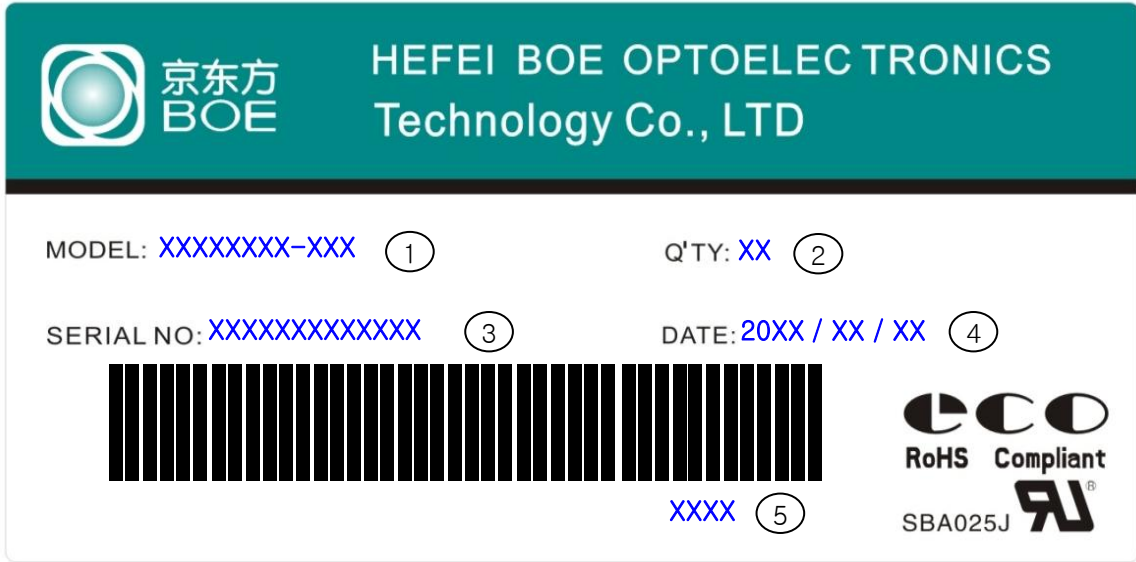 京东方
BOE
HEFEI BOE OPTOELECTRONICS
Technology Co., LTD
MODEL: XXXXXXXX-XXX ①
Q'TY: XX ②
SERIAL NO: XXXXXXXXXXXXX ③
DATE: 20XX / XX / XX ④
eco
RoHS Compliant
XXXX ⑤
SBA025J RU®